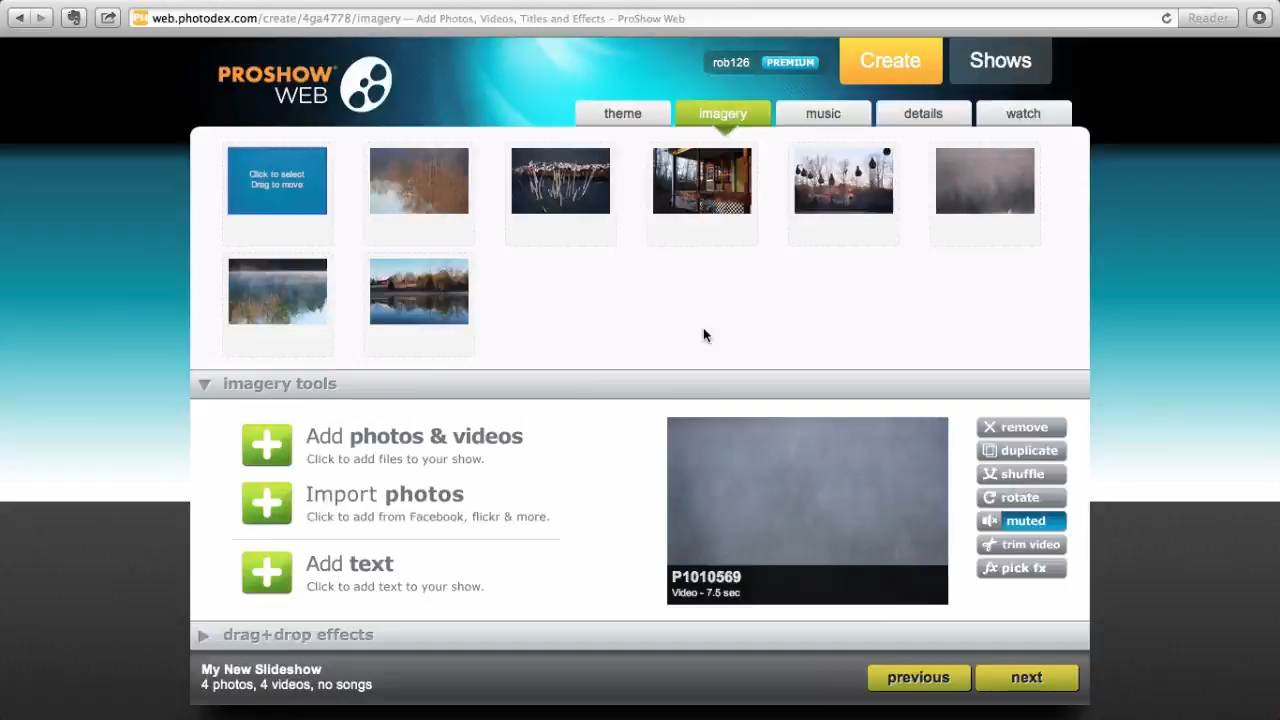 web.photodex.com/create/4ga4778/imagery — Add Photos, Videos, Titles and Effects - ProShow Web
Reader
PROSHOW
WEB
rob126 PREMIUM
Create
Shows
theme
imagery
music
details
watch
Click to select
Drag to move
imagery tools
Add photos & videos
Click to add files to your show.
Import photos
Click to add from Facebook, flickr & more.
Add text
Click to add text to your show.
P1010569
Video - 7.5 sec
remove
duplicate
shuffle
rotate
muted
trim video
fx pick fx
drag+drop effects
My New Slideshow
4 photos, 4 videos, no songs
previous
next